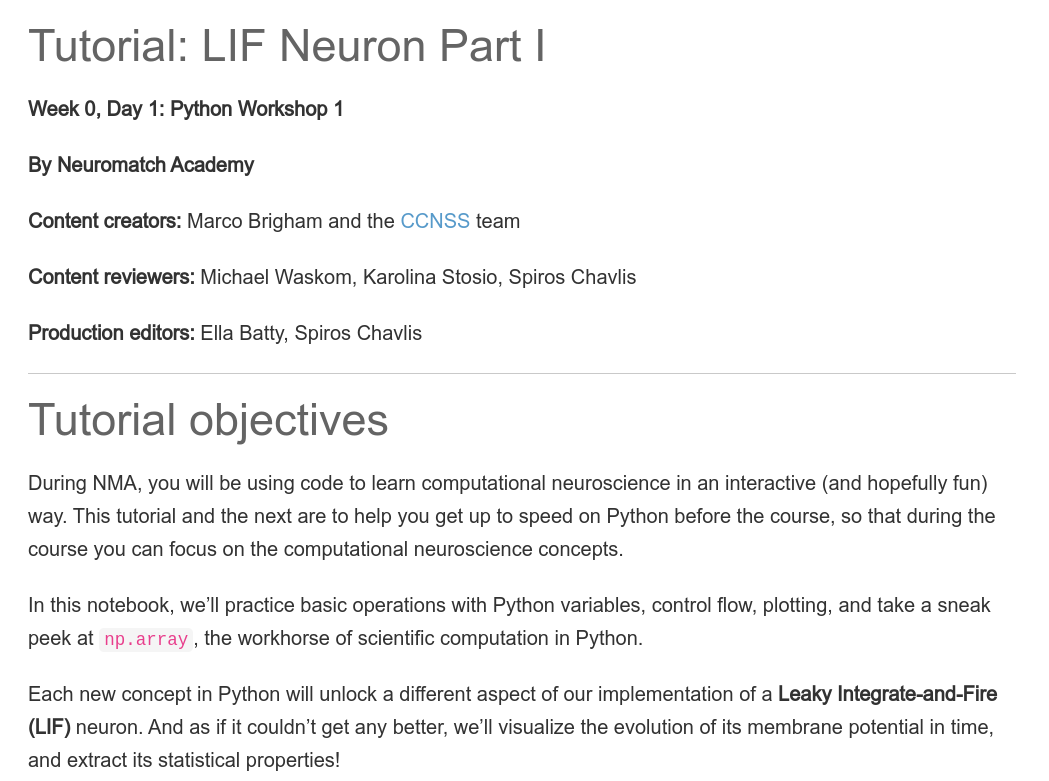 Tutorial: LIF Neuron Part I
Week 0, Day 1: Python Workshop 1
By Neuromatch Academy
Content creators: Marco Brigham and the CCNSS team
Content reviewers: Michael Waskom, Karolina Stosio, Spiros Chavlis
Production editors: Ella Batty, Spiros Chavlis
Tutorial objectives
During NMA, you will be using code to learn computational neuroscience in an interactive (and hopefully fun)
way. This tutorial and the next are to help you get up to speed on Python before the course, so that during the
course you can focus on the computational neuroscience concepts.
In this notebook, we’ll practice basic operations with Python variables, control flow, plotting, and take a sneak
peek at np.array, the workhorse of scientific computation in Python.
Each new concept in Python will unlock a different aspect of our implementation of a Leaky Integrate-and-Fire
(LIF) neuron. And as if it couldn’t get any better, we’ll visualize the evolution of its membrane potential in time,
and extract its statistical properties!